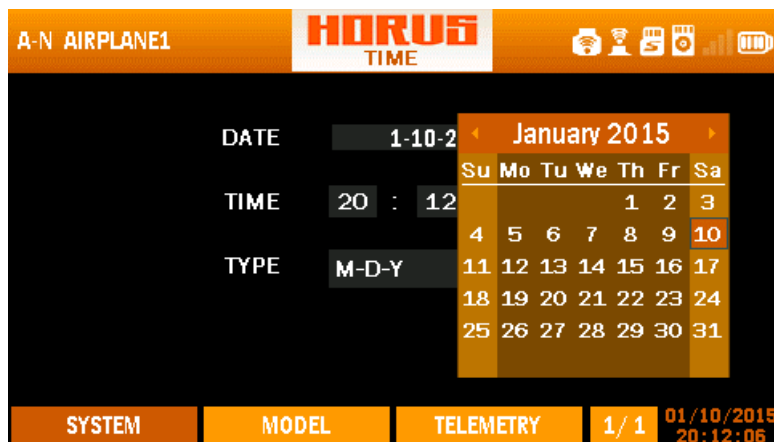 A-N AIRPLANE1
HORUS
TIME
DATE
1-10-2
TIME
20 : 12
TYPE
M-D-Y
January 2015
Su Mo Tu We Th Fr Sa
1 2 3
4 5 6 7 8 9 10
11 12 13 14 15 16 17
18 19 20 21 22 23 24
25 26 27 28 29 30 31
SYSTEM
MODEL
TELEMETRY
1/1
01/10/2015
20:12:06